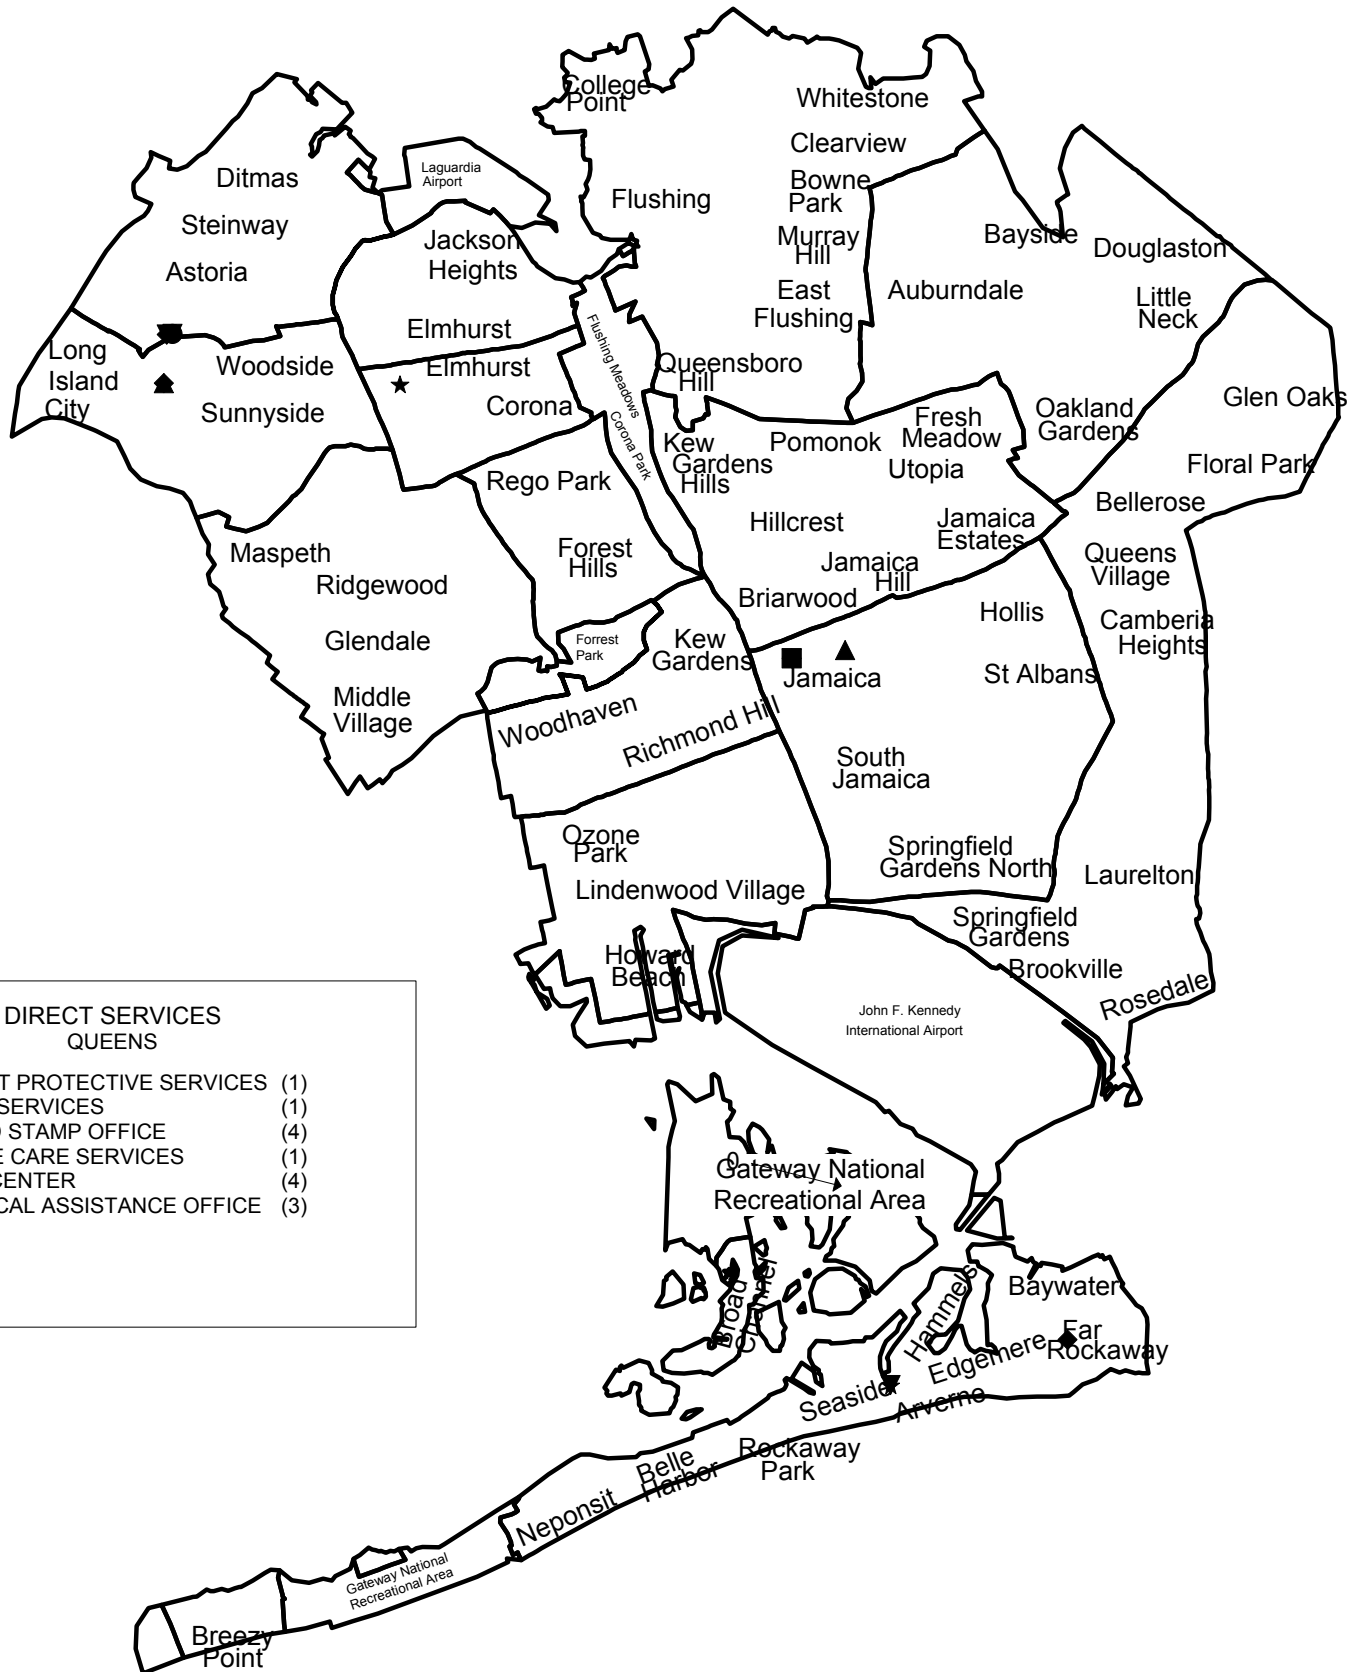 College
Point
Whitestone
Clearview
Ditmas
Laguardia
Airport
Bowne
Park
Flushing
Steinway
Jackson
Heights
Murray
Hill
Bayside
Douglaston
Astoria
East
Flushing
Auburndale
Little
Neck
Elmhurst
Flushing Meadows
Corona Park
Long
Island
City
Woodside
Elmhurst
Queensboro
Hill
Sunnyside
Corona
Glen Oaks
Oakland
Gardens
Fresh
Meadow
Kew
Gardens
Hills
Pomonok
Utopia
Floral Park
Rego Park
Bellerose
Hillcrest
Jamaica
Estates
Maspeth
Forest
Hills
Queens
Village
Ridgewood
Jamaica
Hill
Briarwood
Hollis
Camberia
Heights
Glendale
Forrest
Park
Kew
Gardens
Jamaica
St Albans
Middle
Village
Woodhaven
Richmond Hill
South
Jamaica
Ozone
Park
Springfield
Gardens North
Laurelton
Lindenwood Village
Springfield
Gardens
Howard
Beach
Brookville
Rosedale
John F. Kennedy
International Airport
DIRECT SERVICES
QUEENS
T PROTECTIVE SERVICES (1)
SERVICES (1)
STAMP OFFICE (4)
E CARE SERVICES (1)
CENTER (4)
CAL ASSISTANCE OFFICE (3)
0
Gateway National
Recreational Area
Broad
Channel
Hammels
Baywater
Far
Rockaway
Edgemere
Seaside
Arverne
Rockaway
Park
Belle
Harbor
Neponsit
Gateway National
Recreational Area
Breezy
Point